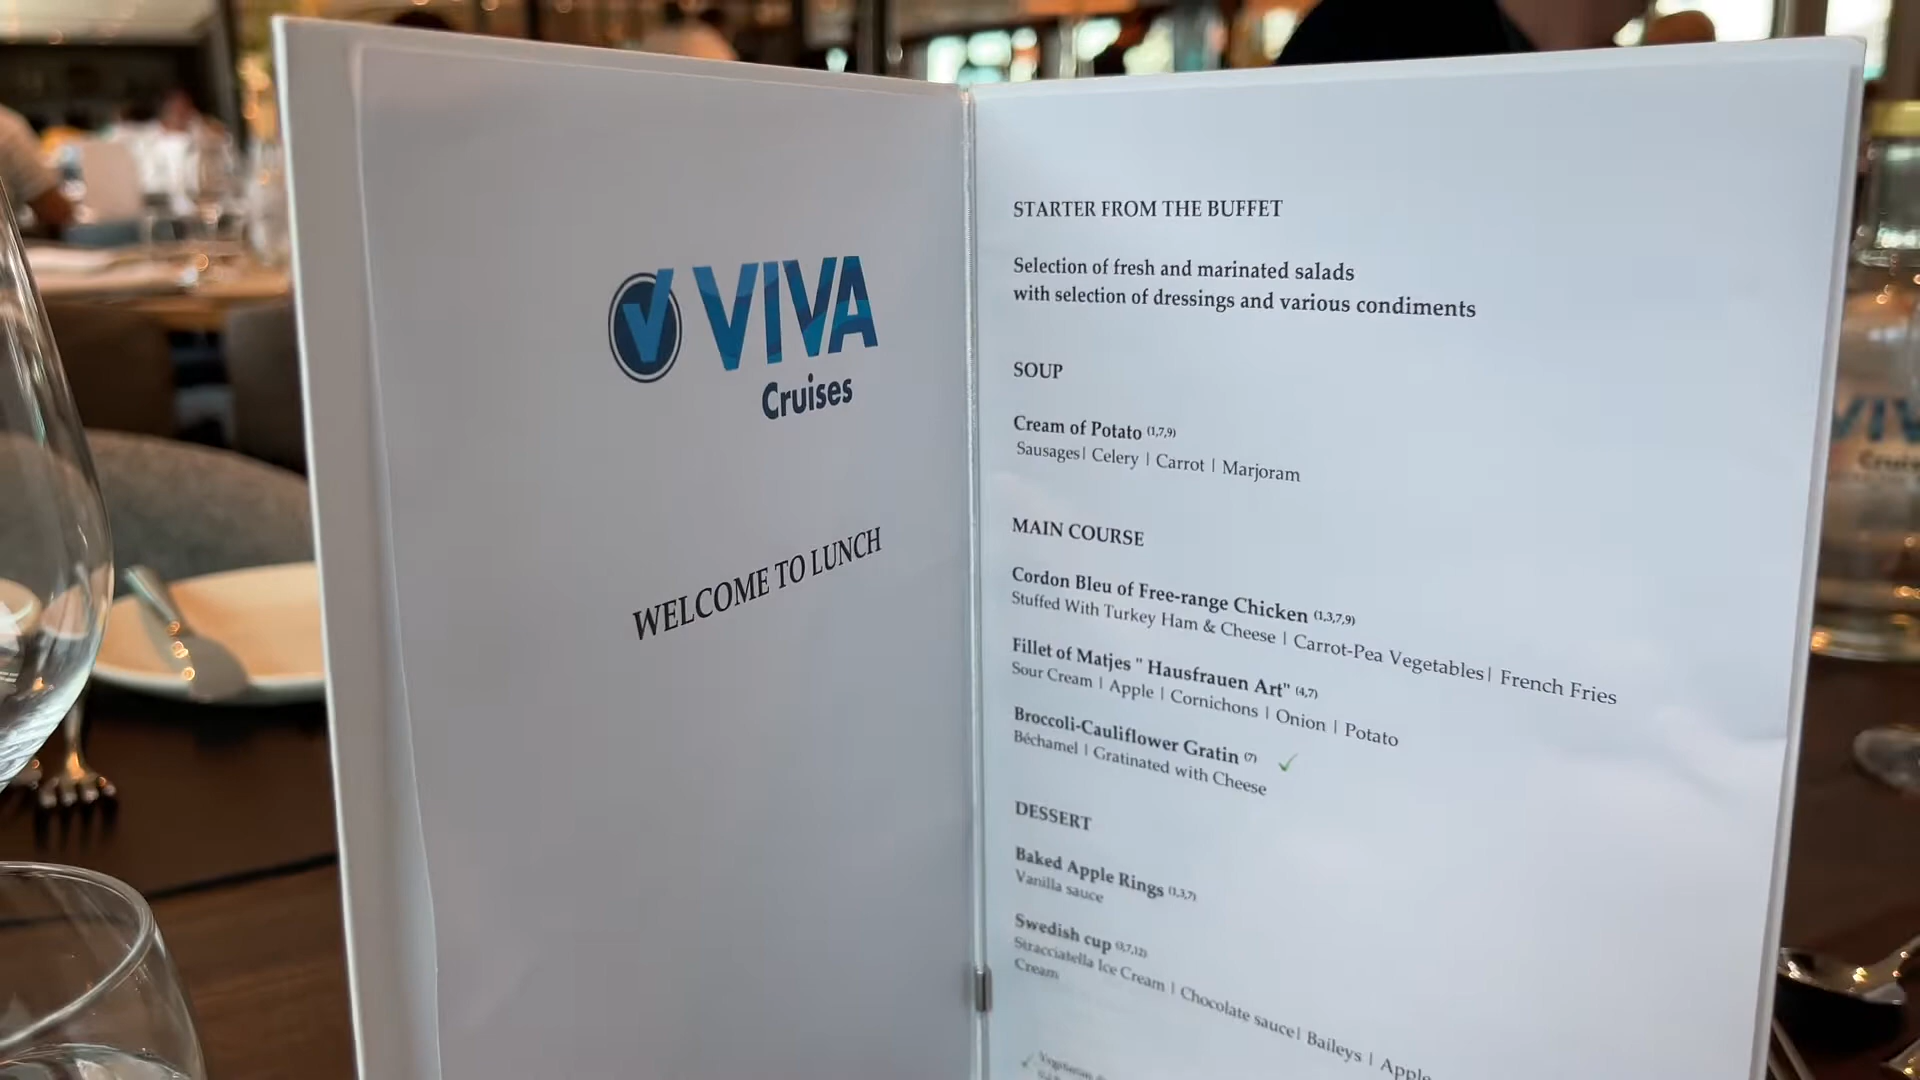 VIVA
Cruises
WELCOME TO LUNCH
STARTER FROM THE BUFFET
Selection of fresh and marinated salads
with selection of dressings and various condiments
SOUP
Cream of Potato (1,7,9)
Sausages| Celery | Carrot | Marjoram
MAIN COURSE
Cordon Bleu of Free-range Chicken (1,3,7,9)
Stuffed With Turkey Ham & Cheese | Carrot-Pea Vegetables| French Fries
Fillet of Matjes " Hausfrauen Art" (4,7)
Sour Cream | Apple | Cornichons | Onion | Potato
Broccoli-Cauliflower Gratin (7) ✓
Béchamel | Gratinated with Cheese
DESSERT
Baked Apple Rings (1,3,7)
Vanilla sauce
Swedish cup (3,7,12)
Stracciatella Ice Cream | Chocolate sauce| Baileys | Apple
Cream
✓ Vegetarian
VIV
Cruis